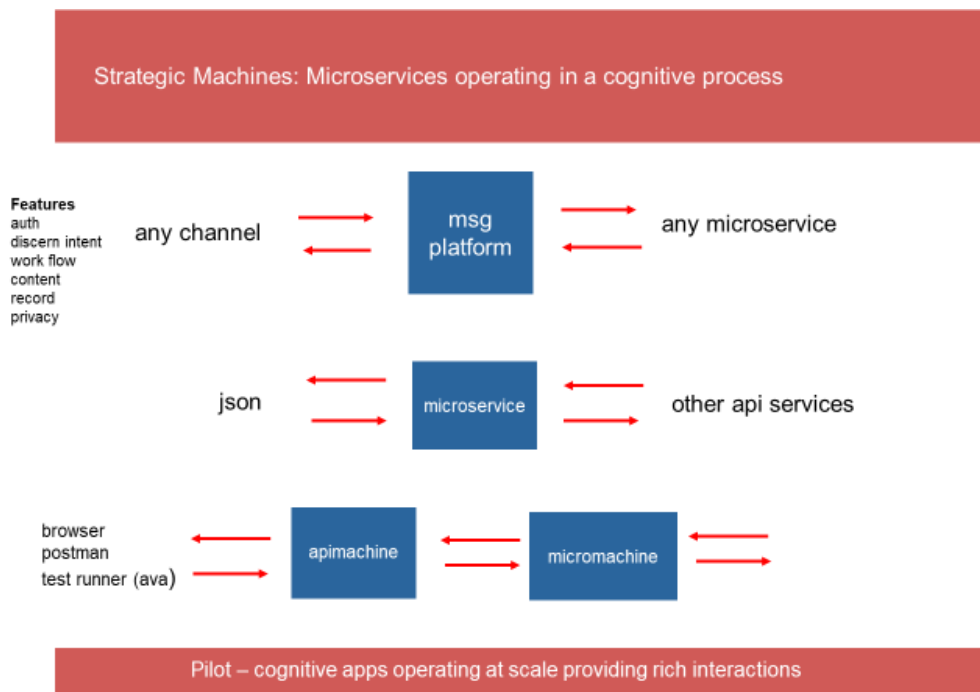 Strategic Machines: Microservices operating in a cognitive process
Features
auth
discern intent
work flow
content
record
privacy
any channel
msg
platform
any microservice
json
microservice
other api services
browser
postman
test runner (ava)
apimachine
micromachine
Pilot – cognitive apps operating at scale providing rich interactions